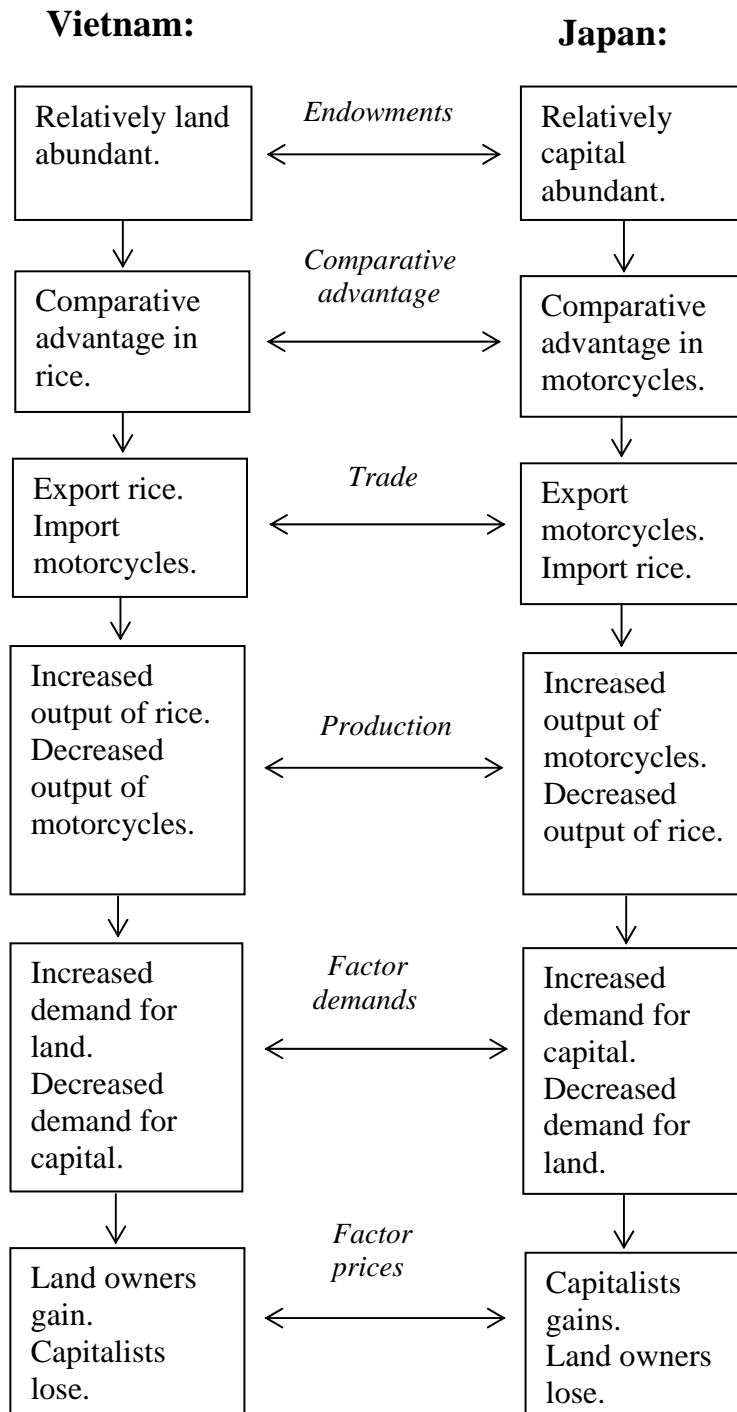 Vietnam:
Japan:
Relatively land
abundant.
Endowments
Relatively
capital
abundant.
Comparative
advantage in
rice.
Comparative
advantage
Comparative
advantage in
motorcycles.
Export rice.
Import
motorcycles.
Trade
Export
motorcycles.
Import rice.
Increased
output of rice.
Decreased
output of
motorcycles.
Production
Increased
output of
motorcycles.
Decreased
output of rice.
Increased
demand for
land.
Decreased
demand for
capital.
Factor
demands
Increased
demand for
capital.
Decreased
demand for
land.
Land owners
gain.
Capitalists
lose.
Factor
prices
Capitalists
gains.
Land owners
lose.